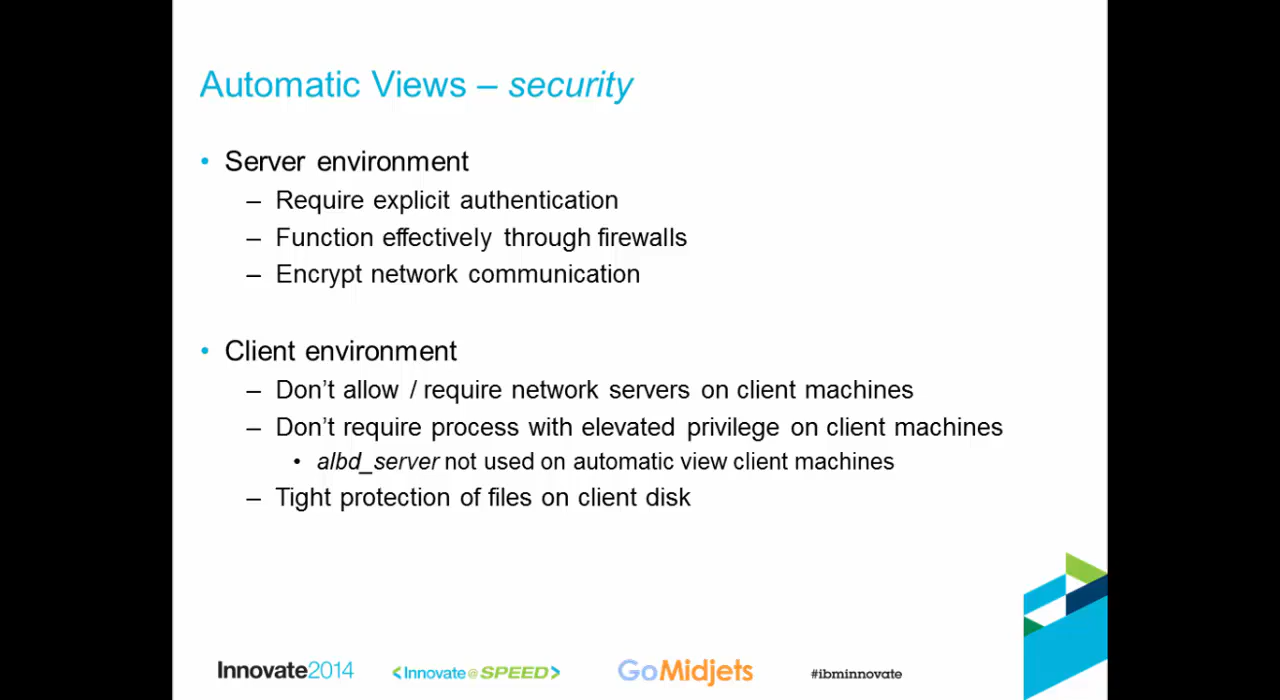 Automatic Views – security
• Server environment
– Require explicit authentication
– Function effectively through firewalls
– Encrypt network communication
• Client environment
– Don’t allow / require network servers on client machines
– Don’t require process with elevated privilege on client machines
• albd_server not used on automatic view client machines
– Tight protection of files on client disk
Innovate2014 <Innovate@SPEED> GoMidjets #ibminnovate